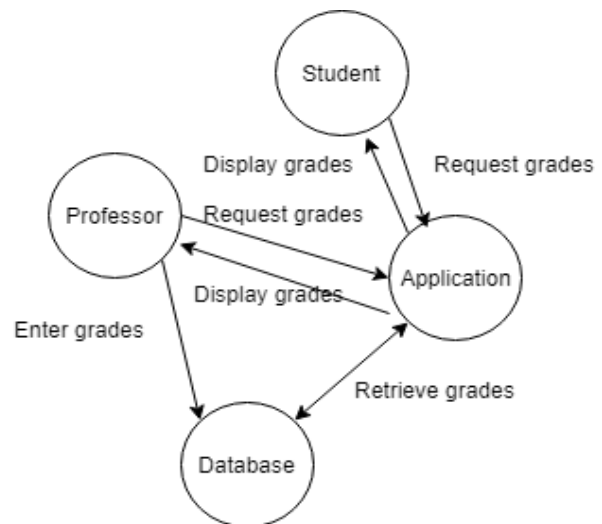 Student
Display grades
Request grades
Professor
Request grades
Application
Display grades
Enter grades
Retrieve grades
Database